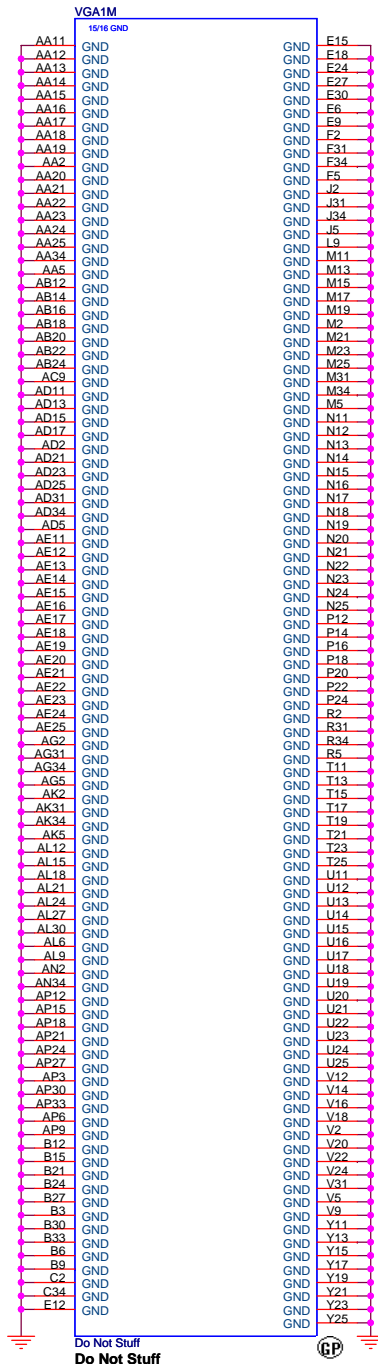 VGA1M
15/16 GND
AA11 GND GND E15
AA12 GND GND E18
AA13 GND GND E24
AA14 GND GND E27
AA15 GND GND E30
AA16 GND GND E6
AA17 GND GND E9
AA18 GND GND F2
AA19 GND GND F31
AA2 GND GND F34
AA20 GND GND F5
AA21 GND GND J2
AA22 GND GND J31
AA23 GND GND J34
AA24 GND GND J5
AA25 GND GND L9
AA34 GND GND M11
AA5 GND GND M13
AB12 GND GND M15
AB14 GND GND M17
AB16 GND GND M19
AB18 GND GND M2
AB20 GND GND M21
AB22 GND GND M23
AB24 GND GND M25
AC9 GND GND M31
AD11 GND GND M34
AD13 GND GND M5
AD15 GND GND N11
AD17 GND GND N12
AD2 GND GND N13
AD21 GND GND N14
AD23 GND GND N15
AD25 GND GND N16
AD31 GND GND N17
AD34 GND GND N18
AD5 GND GND N19
AE11 GND GND N20
AE12 GND GND N21
AE13 GND GND N22
AE14 GND GND N23
AE15 GND GND N24
AE16 GND GND N25
AE17 GND GND P12
AE18 GND GND P14
AE19 GND GND P16
AE20 GND GND P18
AE21 GND GND P20
AE22 GND GND P22
AE23 GND GND P24
AE24 GND GND R2
AE25 GND GND R31
AG2 GND GND R34
AG31 GND GND R5
AG34 GND GND T11
AG5 GND GND T13
AK2 GND GND T15
AK31 GND GND T17
AK34 GND GND T19
AK5 GND GND T21
AL12 GND GND T23
AL15 GND GND T25
AL18 GND GND U11
AL21 GND GND U12
AL24 GND GND U13
AL27 GND GND U14
AL30 GND GND U15
AL6 GND GND U16
AL9 GND GND U17
AN2 GND GND U18
AN34 GND GND U19
AP12 GND GND U20
AP15 GND GND U21
AP18 GND GND U22
AP21 GND GND U23
AP24 GND GND U24
AP27 GND GND U25
AP3 GND GND V12
AP30 GND GND V14
AP33 GND GND V16
AP6 GND GND V18
AP9 GND GND V2
B12 GND GND V20
B15 GND GND V22
B21 GND GND V24
B24 GND GND V31
B27 GND GND V5
B3 GND GND V9
B30 GND GND Y11
B33 GND GND Y13
B6 GND GND Y15
B9 GND GND Y17
C2 GND GND Y19
C34 GND GND Y21
E12 GND GND Y23
GND Y25
Do Not Stuff
Do Not Stuff
GP